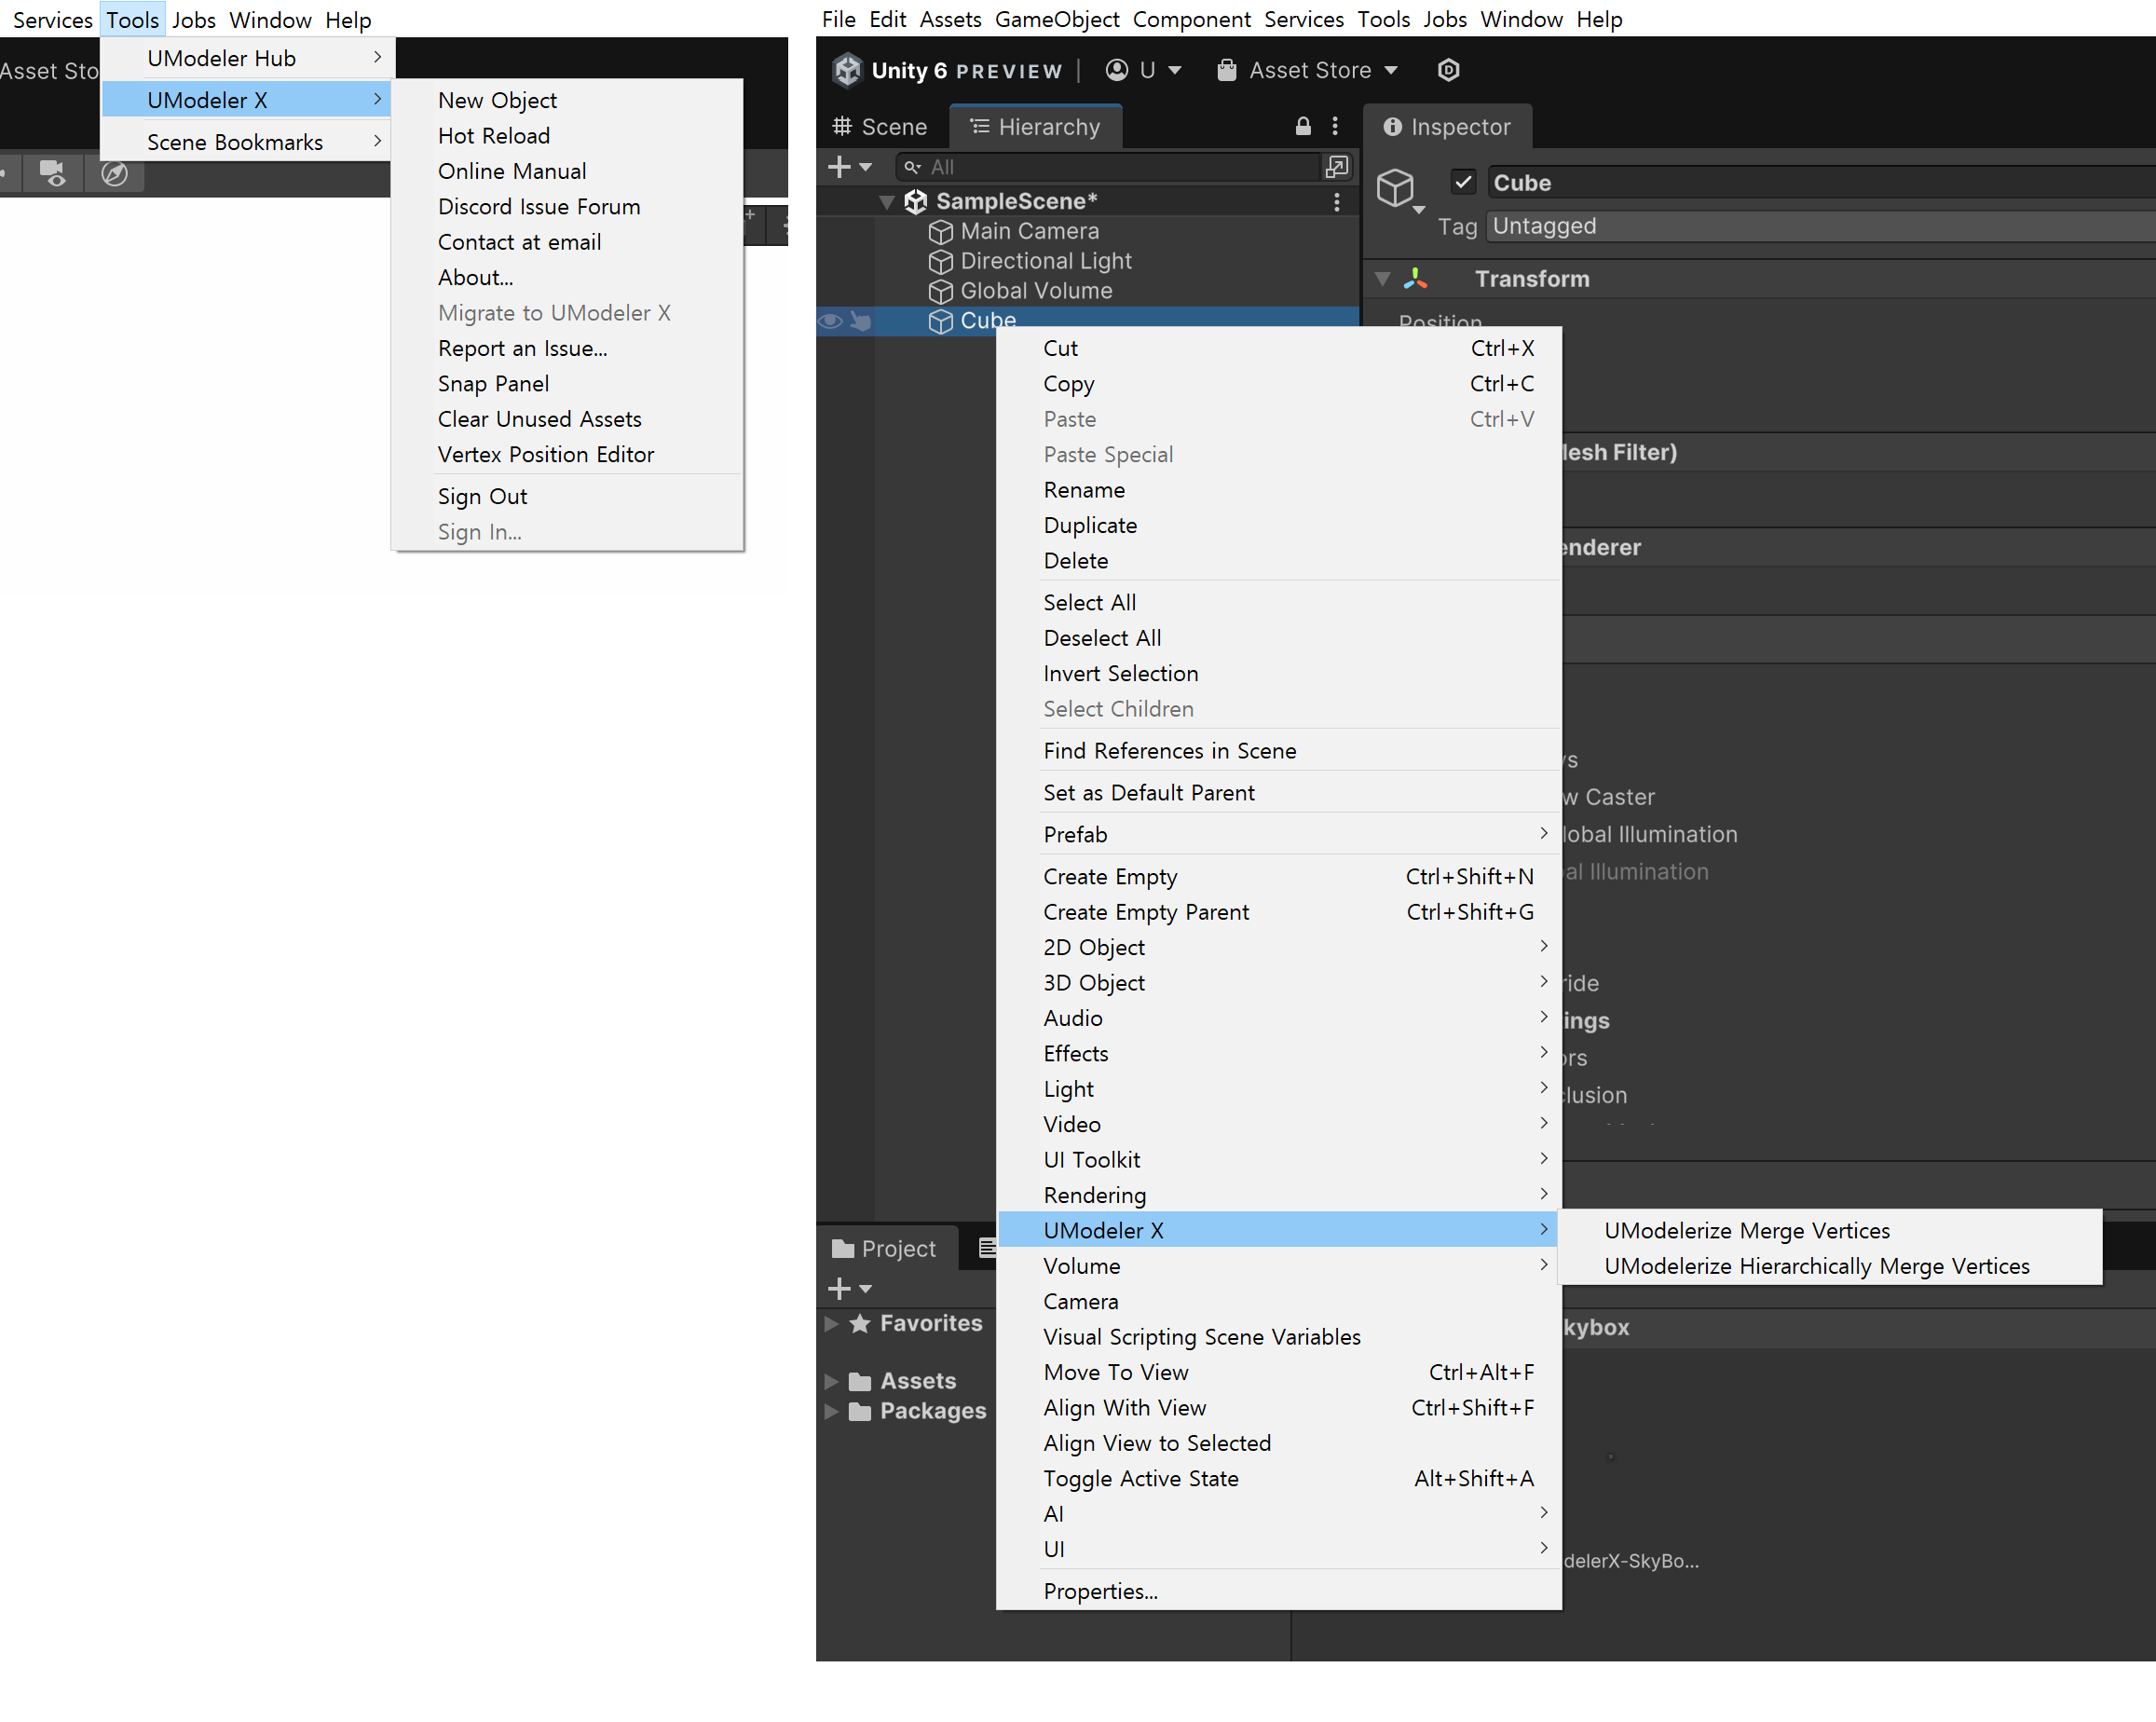 Services Tools Jobs Window Help
Asset Sto
UModeler Hub
UModeler X
Scene Bookmarks
New Object
Hot Reload
Online Manual
Discord Issue Forum
Contact at email
About...
Migrate to UModeler X
Report an Issue...
Snap Panel
Clear Unused Assets
Vertex Position Editor
Sign Out
Sign In...
File Edit Assets GameObject Component Services Tools Jobs Window Help
Unity 6 PREVIEW U Asset Store
Scene Hierarchy Inspector
All
Cube
Tag Untagged
SampleScene*
Main Camera
Directional Light
Global Volume
Cube
Transform
Position
Cut Ctrl+X
Copy Ctrl+C
Paste Ctrl+V
Paste Special
Rename
Duplicate
Delete
Select All
Deselect All
Invert Selection
Select Children
Find References in Scene
Set as Default Parent
Prefab
Create Empty Ctrl+Shift+N
Create Empty Parent Ctrl+Shift+G
2D Object
3D Object
Audio
Effects
Light
Video
UI Toolkit
Rendering
UModeler X
Volume
Camera
Visual Scripting Scene Variables
Move To View Ctrl+Alt+F
Align With View Ctrl+Shift+F
Align View to Selected
Toggle Active State Alt+Shift+A
AI
UI
Properties...
UModelerize Merge Vertices
UModelerize Hierarchically Merge Vertices
lesh Filter)
enderer
ys
w Caster
lobal Illumination
al Illumination
ride
ings
ors
clusion
kybox
delerX-SkyBo...
Project
Favorites
Assets
Packages